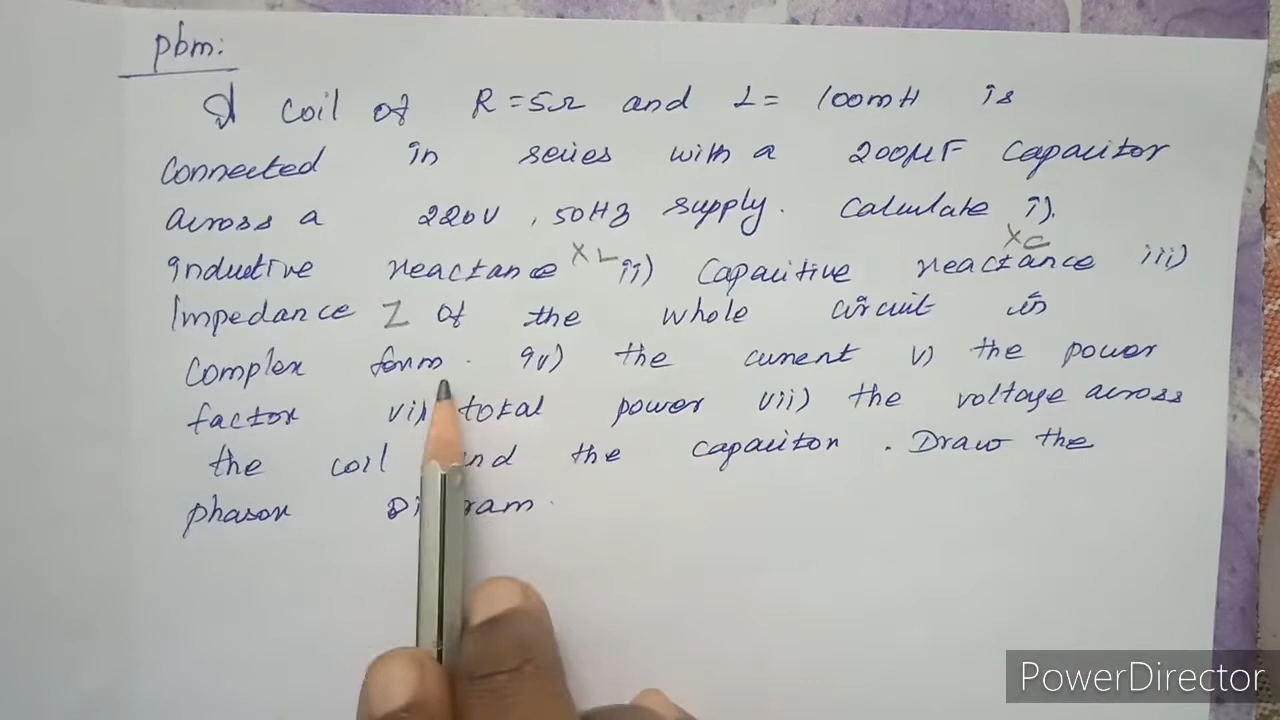 pbm:
A coil of R = 5Ω and L = 100mH is
connected in series with a 200μF capacitor
across a 220V, 50Hz supply. Calculate i).
Inductive reactance XL ii) Capacitive reactance XC iii)
Impedance Z of the whole circuit in
complex form. iv) the current v) the power
factor vi) total power vii) the voltage across
the coil and the capacitor. Draw the
phasor
PowerDirector